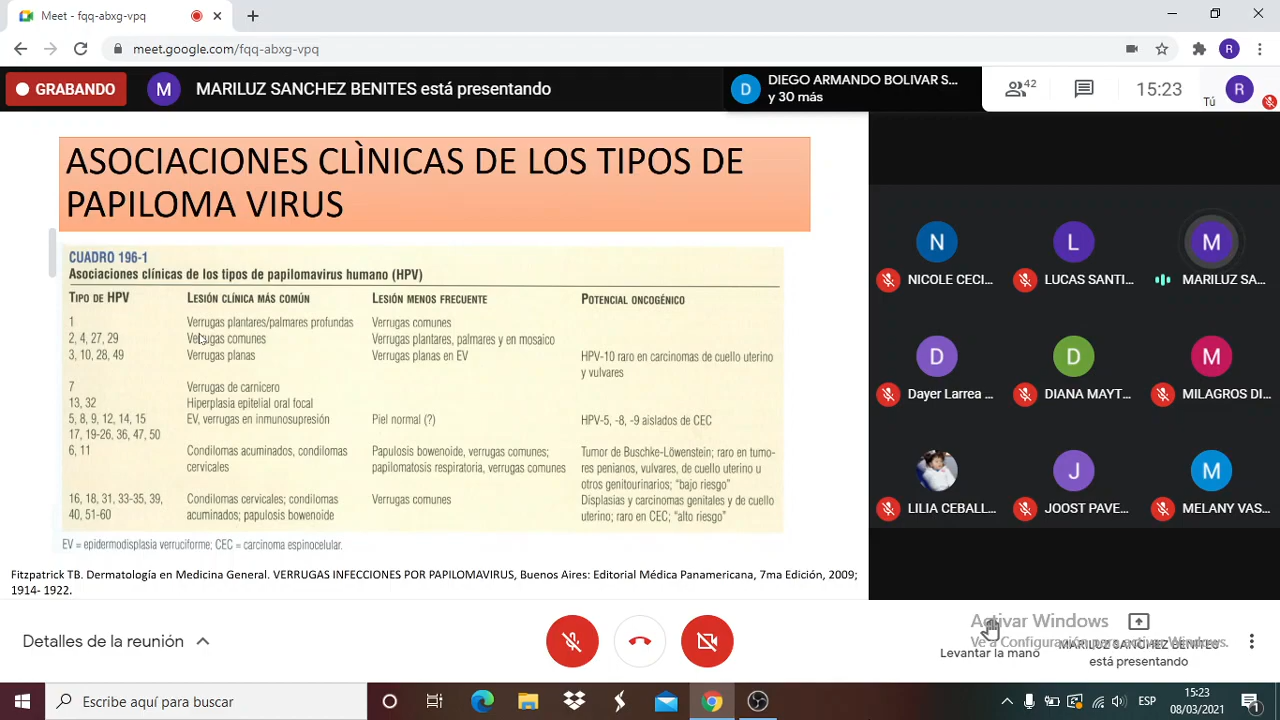 Meet - fqq-abxg-vpq
meet.google.com/fqq-abxg-vpq
R
GRABANDO
M
MARILUZ SANCHEZ BENITES está presentando
D
DIEGO ARMANDO BOLIVAR S...
y 30 más
42
15:23
Tú
R
ASOCIACIONES CLÌNICAS DE LOS TIPOS DE
PAPILOMA VIRUS
CUADRO 196-1
Asociaciones clínicas de los tipos de papilomavirus humano (HPV)
TIPO DE HPV LESIÓN CLÍNICA MÁS COMÚN LESIÓN MENOS FRECUENTE POTENCIAL ONCOGÉNICO
1 Verrugas plantares/palmares profundas Verrugas comunes
2, 4, 27, 29 Verrugas comunes Verrugas plantares, palmares y en mosaico
3, 10, 28, 49 Verrugas planas Verrugas planas en EV HPV-10 raro en carcinomas de cuello uterino
y vulvares
7 Verrugas de carnicero
13, 32 Hiperplasia epitelial oral focal
5, 8, 9, 12, 14, 15 EV, verrugas en inmunosupresión Piel normal (?) HPV-5, -8, -9 aislados de CEC
17, 19-26, 36, 47, 50
6, 11 Condilomas acuminados, condilomas Papulosis bowenoide, verrugas comunes; Tumor de Buschke-Löwenstein; raro en tumo-
cervicales papilomatosis respiratoria, verrugas comunes res penianos, vulvares, de cuello uterino u
otros genitourinarios; "bajo riesgo"
16, 18, 31, 33-35, 39, Condilomas cervicales; condilomas Verrugas comunes Displasias y carcinomas genitales y de cuello
40, 51-60 acuminados; papulosis bowenoide uterino; raro en CEC; "alto riesgo"
EV = epidermodisplasia verruciforme; CEC = carcinoma espinocelular.
Fitzpatrick TB. Dermatología en Medicina General. VERRUGAS INFECCIONES POR PAPILOMAVIRUS, Buenos Aires: Editorial Médica Panamericana, 7ma Edición, 2009;
1914- 1922.
N L M
NICOLE CECI... LUCAS SANTI... MARILUZ SA...
D D M
Dayer Larrea ... DIANA MAYT... MILAGROS DI...
J M
LILIA CEBALL... JOOST PAVE... MELANY VAS...
Detalles de la reunión
Activar Windows
Ve a Configuración para activar Windows.
Levantar la mano
MARILUZ SANCHEZ BENITES
está presentando
Escribe aquí para buscar
ESP
15:23
08/03/2021
1